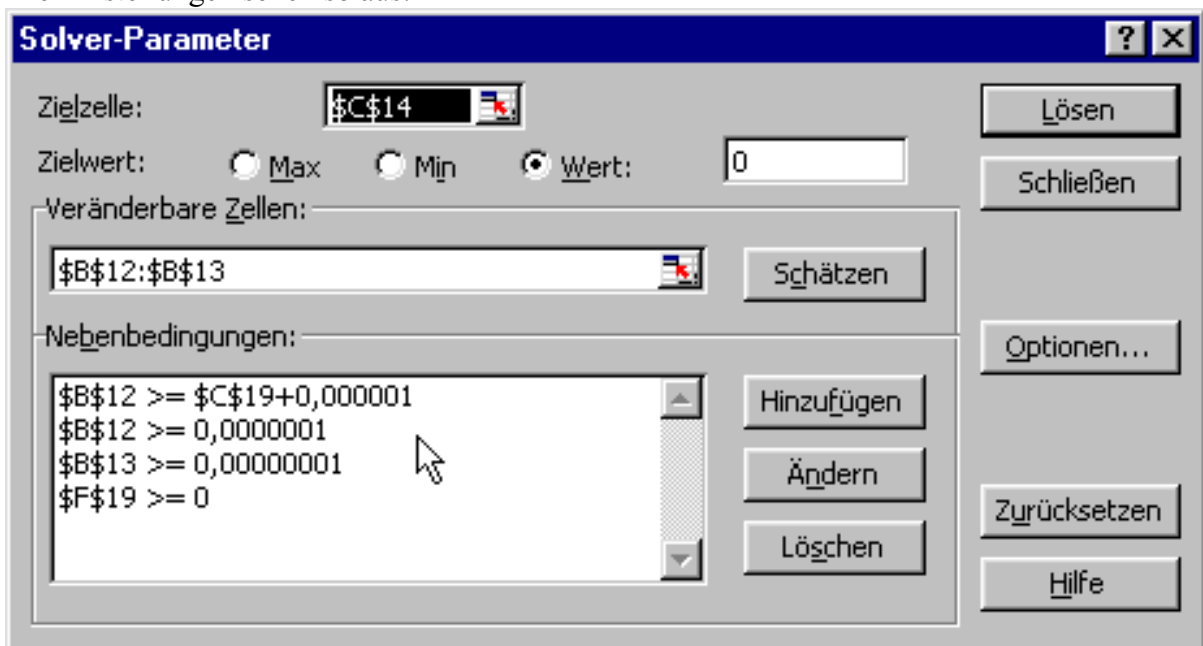 Solver-Parameter
Zielzelle: $C$14
Lösen
Zielwert: Max Min Wert: 0
Schließen
Veränderbare Zellen:
$B$12:$B$13
Schätzen
Nebenbedingungen:
Optionen...
$B$12 >= $C$19+0,000001
$B$12 >= 0,0000001
$B$13 >= 0,00000001
$F$19 >= 0
Hinzufügen
Ändern
Löschen
Zurücksetzen
Hilfe